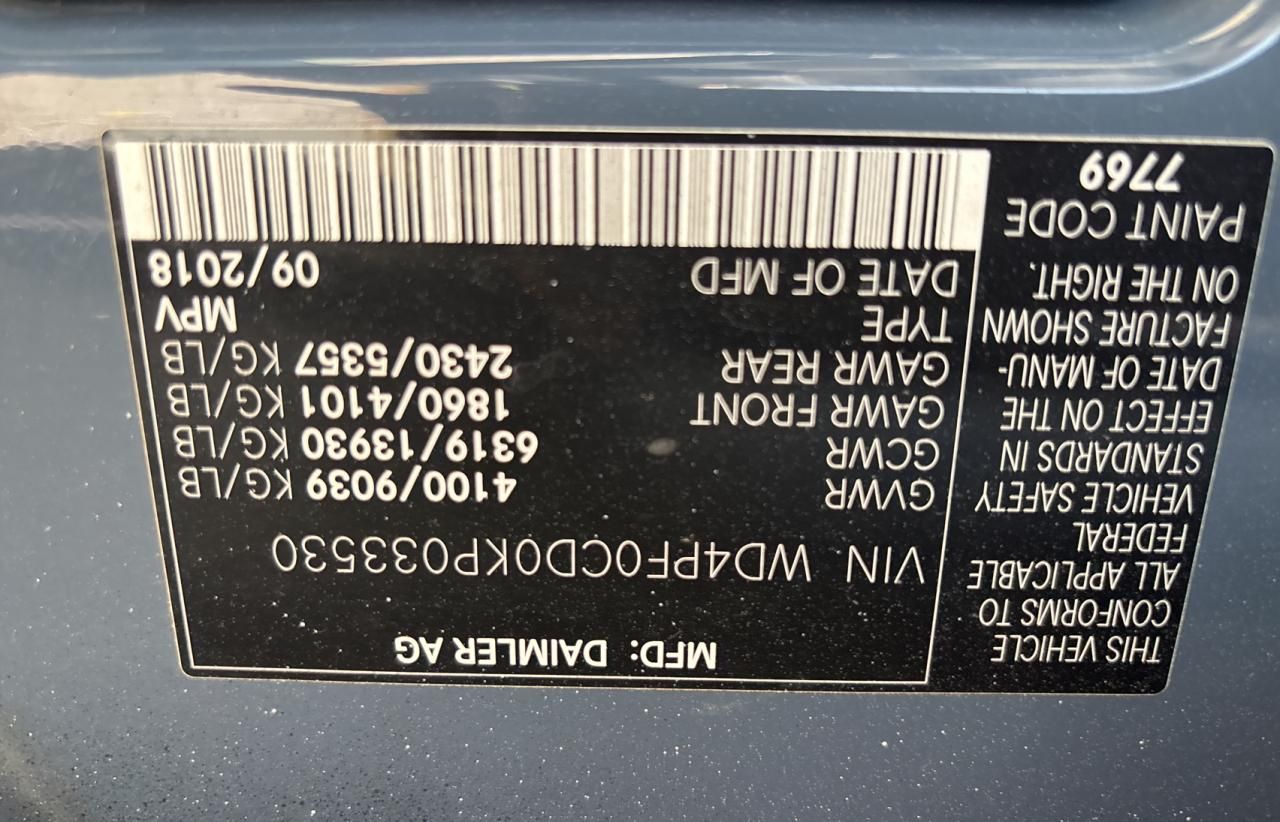 MFD: DAIMLER AG
VIN WD4PF0CD0KP033530
GVWR 4100/9039 KG/LB
GCWR 6319/13930 KG/LB
GAWR FRONT 1860/4101 KG/LB
GAWR REAR 2430/5357 KG/LB
TYPE MPV
DATE OF MFD 09/2018
THIS VEHICLE
CONFORMS TO
ALL APPLICABLE
FEDERAL
VEHICLE SAFETY
STANDARDS IN
EFFECT ON THE
DATE OF MANU-
FACTURE SHOWN
ON THE RIGHT.
PAINT CODE
7769